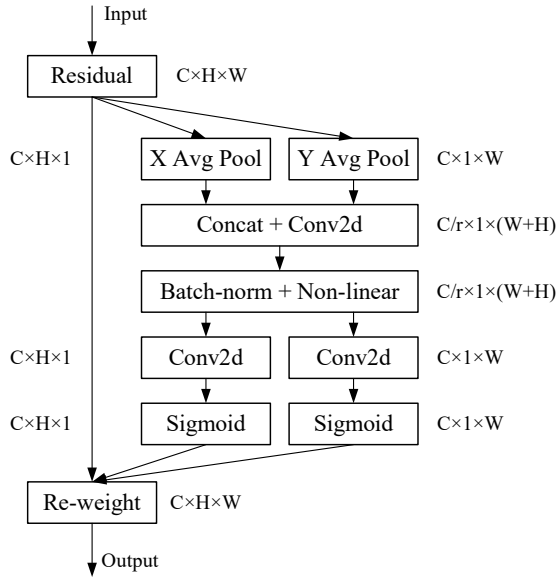 Input
Residual C×H×W
C×H×1 X Avg Pool Y Avg Pool C×1×W
Concat + Conv2d C/r×1×(W+H)
Batch-norm + Non-linear C/r×1×(W+H)
C×H×1 Conv2d Conv2d C×1×W
C×H×1 Sigmoid Sigmoid C×1×W
Re-weight C×H×W
Output